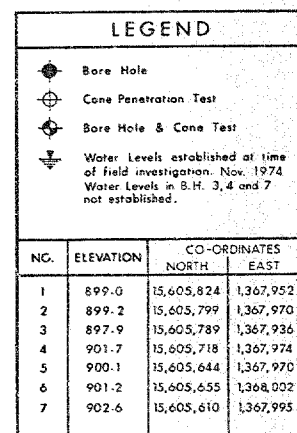 LEGEND
Bore Hole
Cone Penetration Test
Bore Hole & Cone Test
Water Levels established at time
of field investigation. Nov. 1974
Water Levels in B.H. 3, 4 and 7
not established.
NO. ELEVATION CO-ORDINATES
NORTH EAST
1 899·0 15,605,824 1,367,952
2 899·2 15,605,799 1,367,970
3 897·9 15,605,789 1,367,936
4 901·7 15,605,718 1,367,974
5 900·1 15,605,644 1,367,970
6 901·2 15,605,655 1,368,002
7 902·6 15,605,610 1,367,995